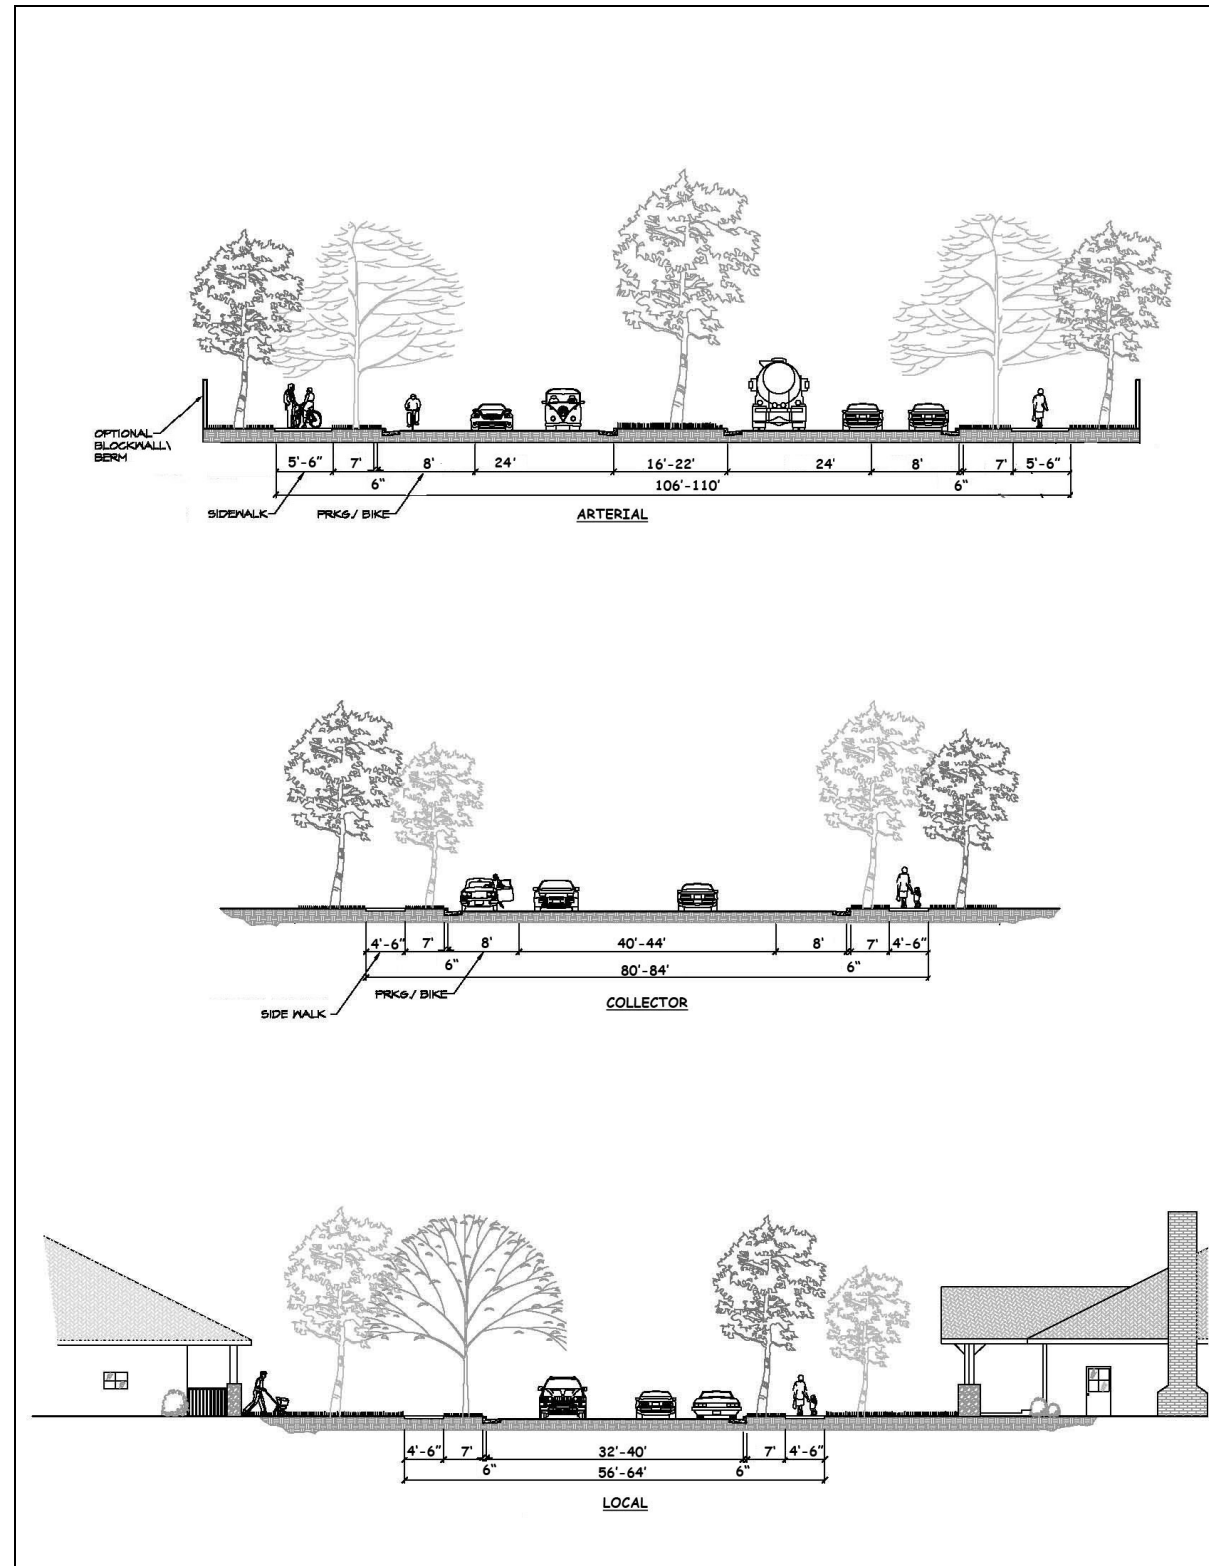 OPTIONAL
BLOCKWALL\
BERM
5'-6" 7' 8' 24' 16'-22' 24' 8' 7' 5'-6"
6" 106'-110' 6"
SIDEWALK PRKG./ BIKE ARTERIAL
4'-6" 7' 8' 40'-44' 8' 7' 4'-6"
6" 80'-84' 6"
PRKG./ BIKE COLLECTOR
SIDE WALK
4'-6" 7' 32'-40' 7' 4'-6"
6" 56'-64' 6"
LOCAL